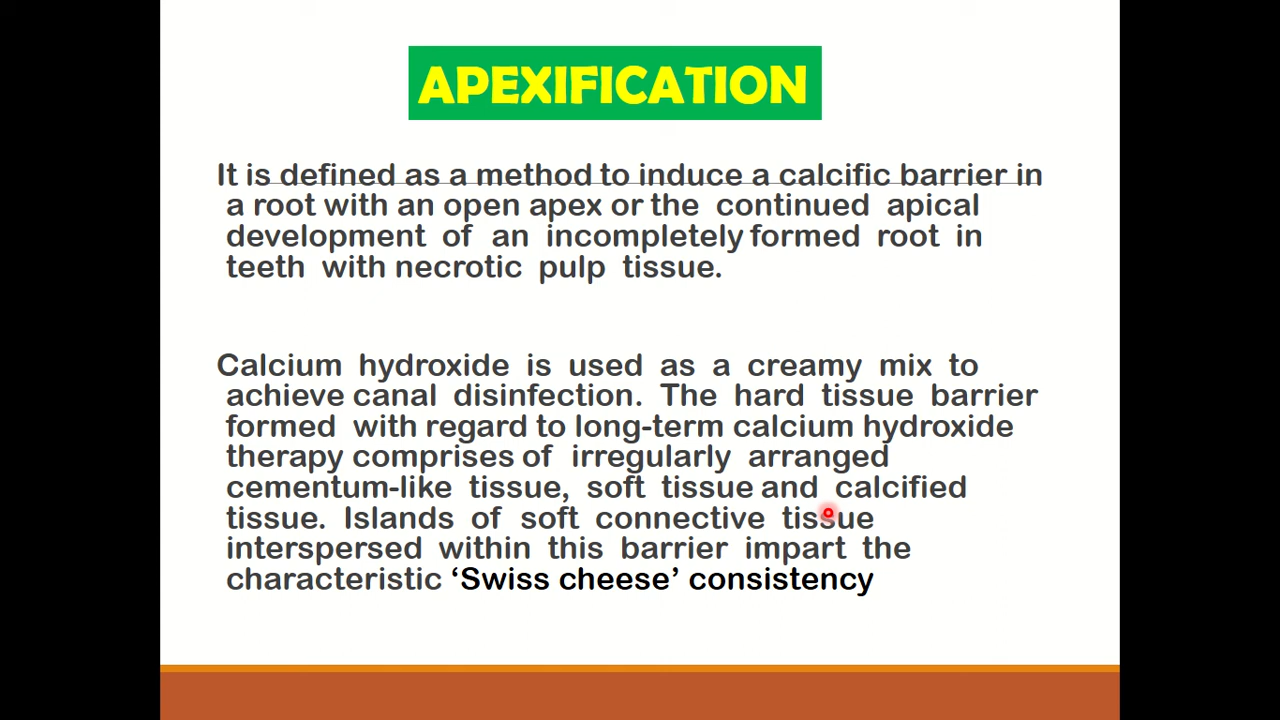 APEXIFICATION
It is defined as a method to induce a calcific barrier in
a root with an open apex or the continued apical
development of an incompletely formed root in
teeth with necrotic pulp tissue.
Calcium hydroxide is used as a creamy mix to
achieve canal disinfection. The hard tissue barrier
formed with regard to long-term calcium hydroxide
therapy comprises of irregularly arranged
cementum-like tissue, soft tissue and calcified
tissue. Islands of soft connective tissue
interspersed within this barrier impart the
characteristic ‘Swiss cheese’ consistency